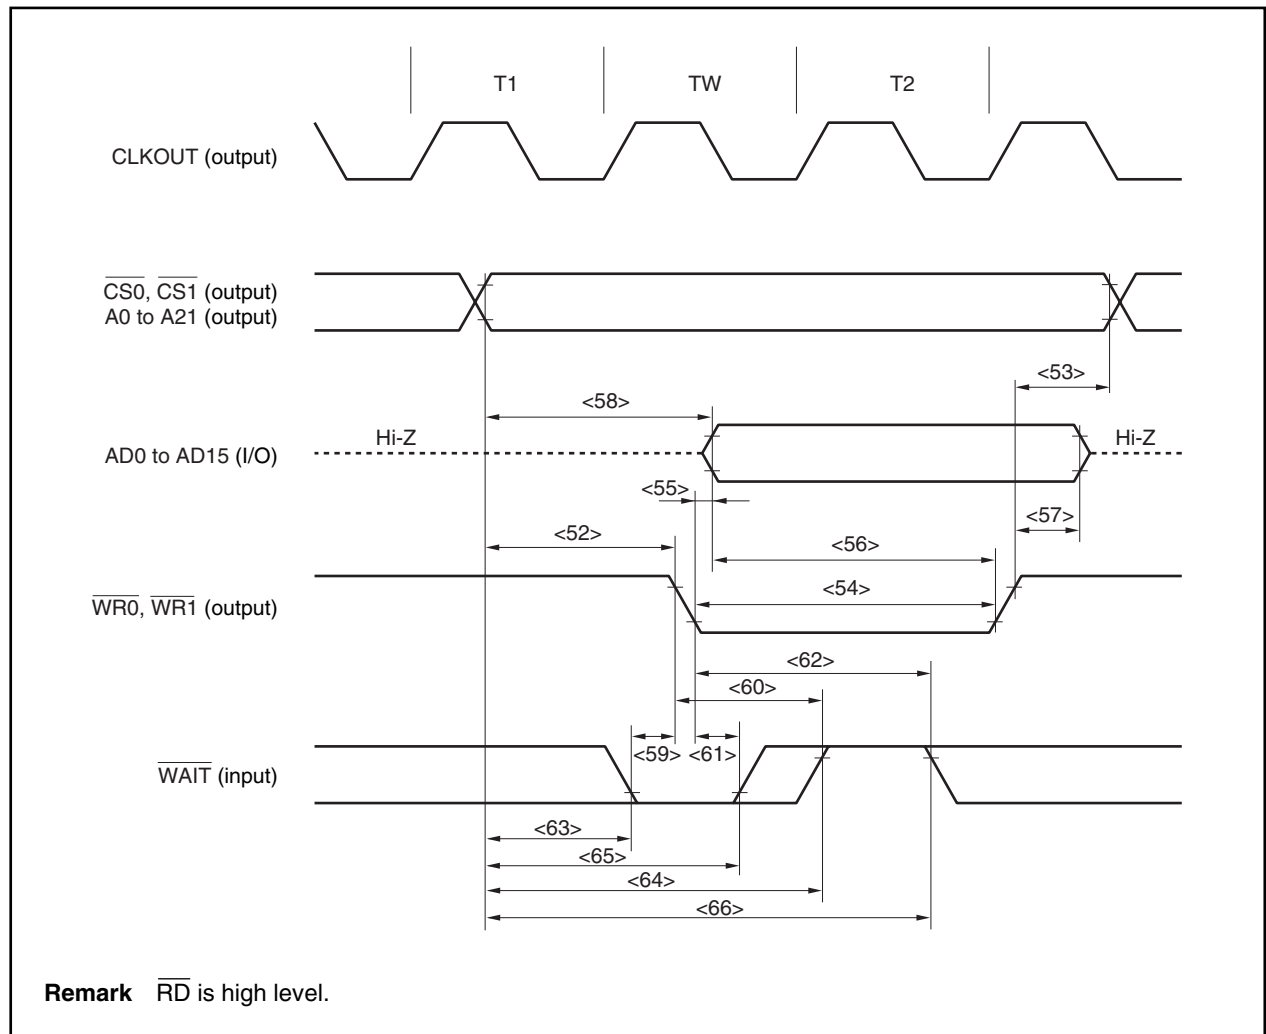 T1 TW T2
CLKOUT (output)
CS0, CS1 (output)
A0 to A21 (output)
<53>
<58>
Hi-Z Hi-Z
AD0 to AD15 (I/O)
<55>
<57>
<52>
<56>
<54>
WR0, WR1 (output)
<62>
<60>
<59> <61>
WAIT (input)
<63>
<65>
<64>
<66>
Remark RD is high level.